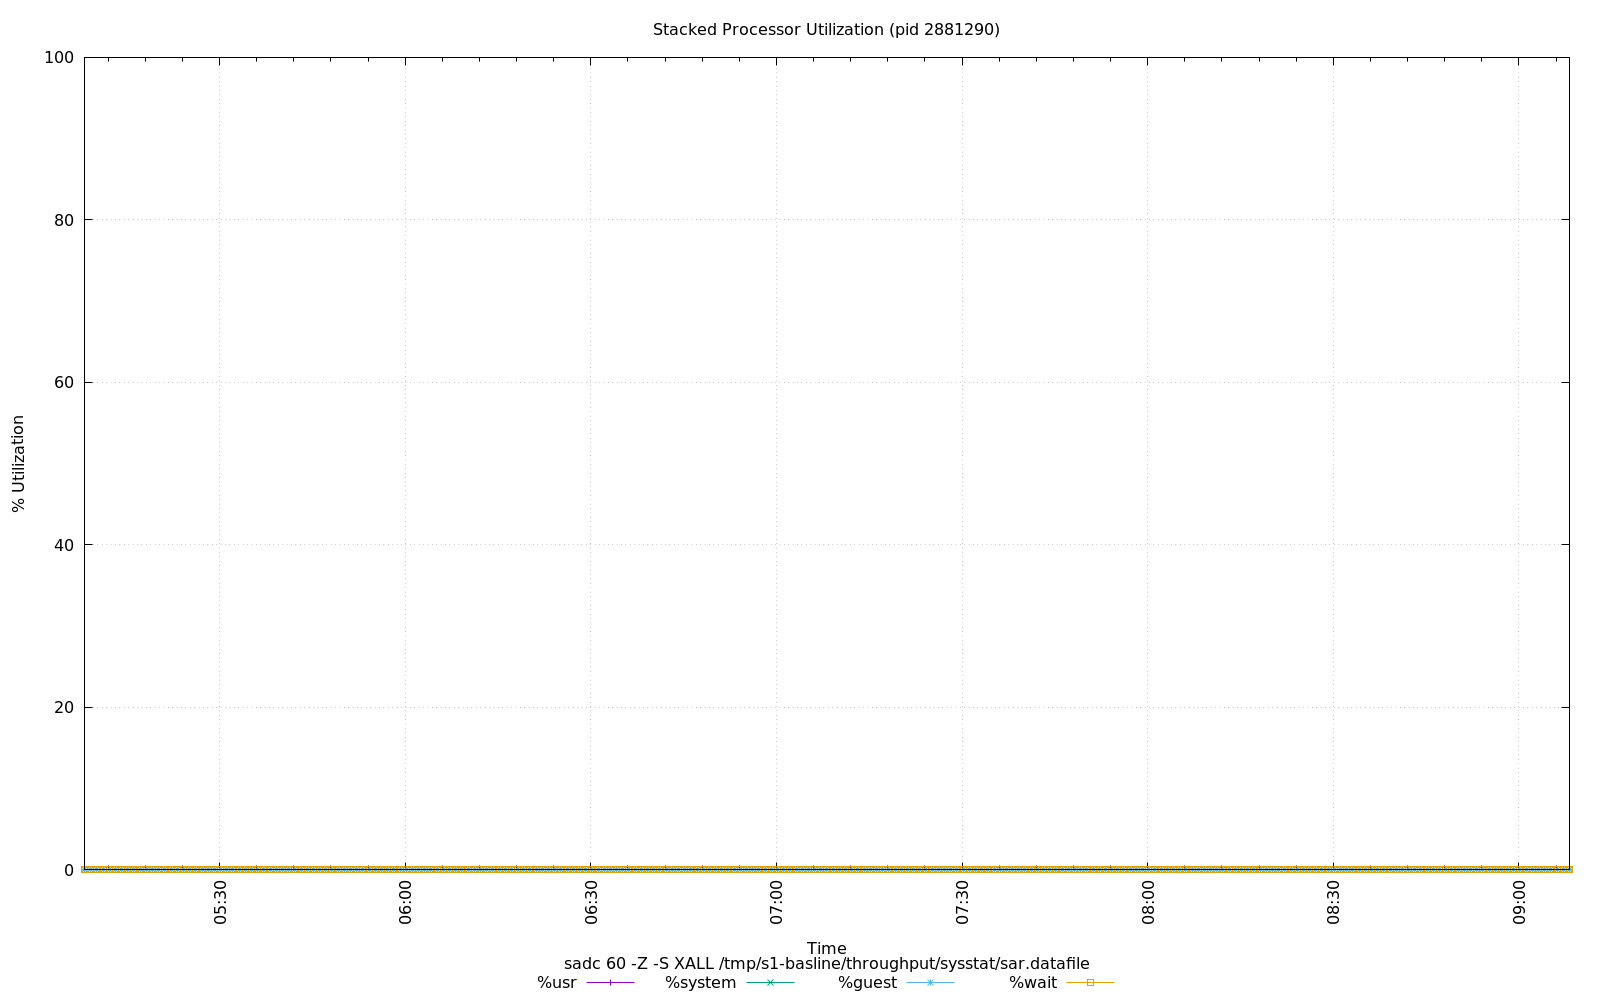 Stacked Processor Utilization (pid 2881290)
100
80
60
40
20
0
% Utilization
05:30
06:00
06:30
07:00
07:30
08:00
08:30
09:00
Time
sadc 60 -Z -S XALL /tmp/s1-basline/throughput/sysstat/sar.datafile
%usr %system %guest %wait